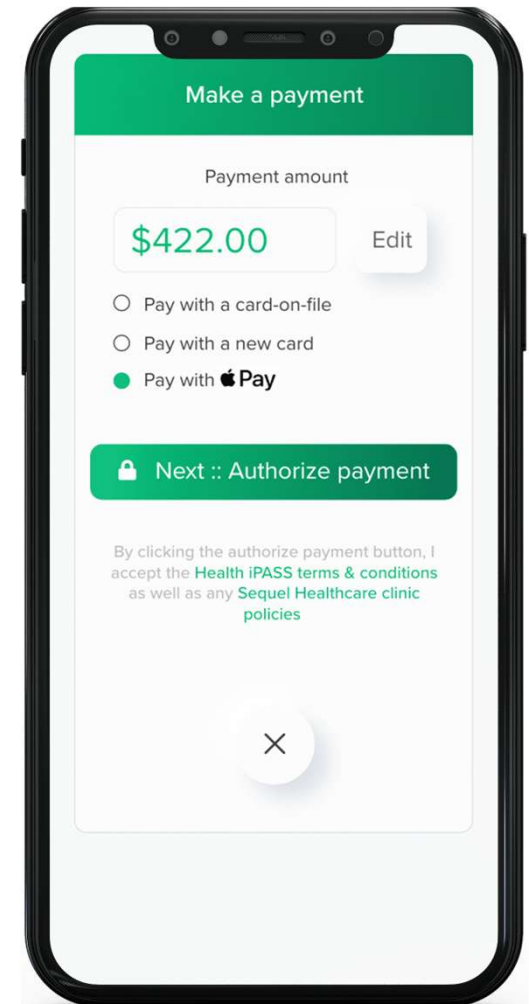 Make a payment
Payment amount
$422.00
Edit
Pay with a card-on-file
Pay with a new card
Pay with Pay
Next :: Authorize payment
By clicking the authorize payment button, I
accept the Health iPASS terms & conditions
as well as any Sequel Healthcare clinic
policies